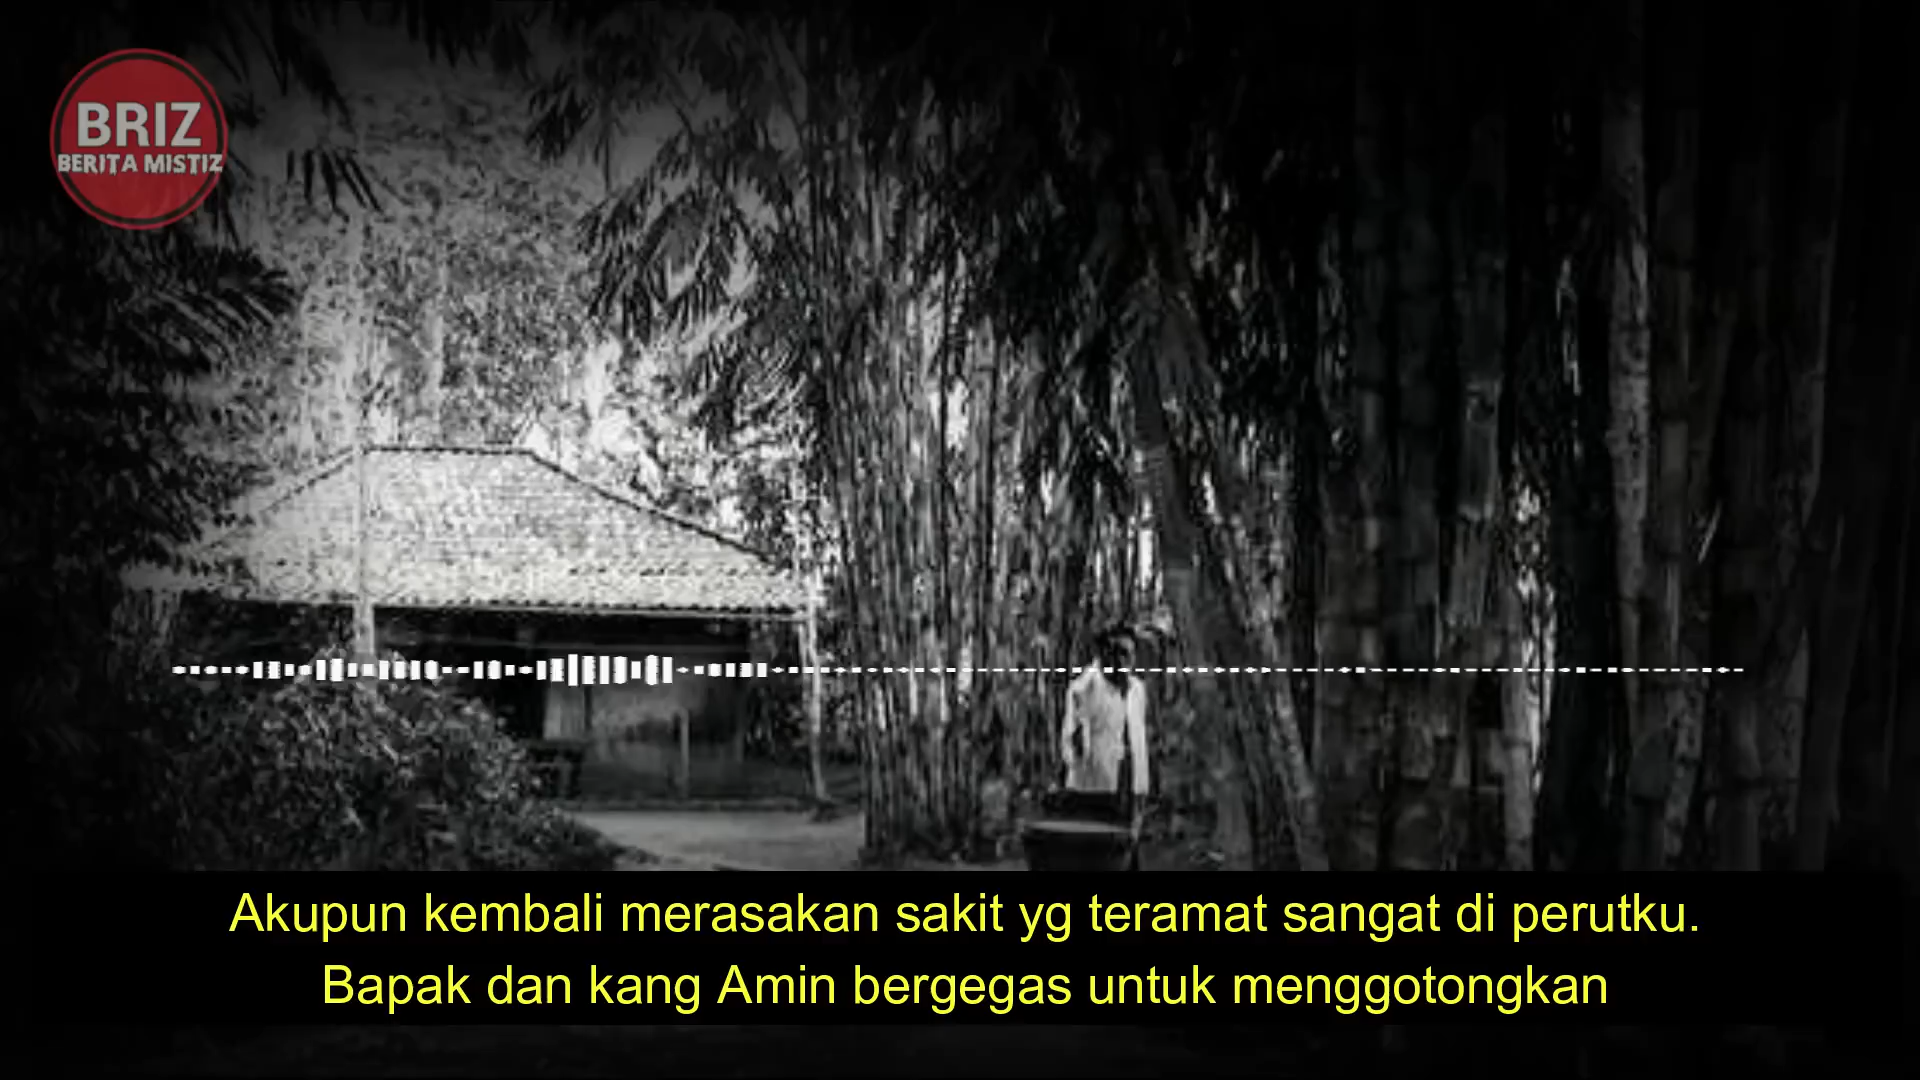 BRIZ
BERITA MISTIZ
Akupun kembali merasakan sakit yg teramat sangat di perutku.
Bapak dan kang Amin bergegas untuk menggotongkan